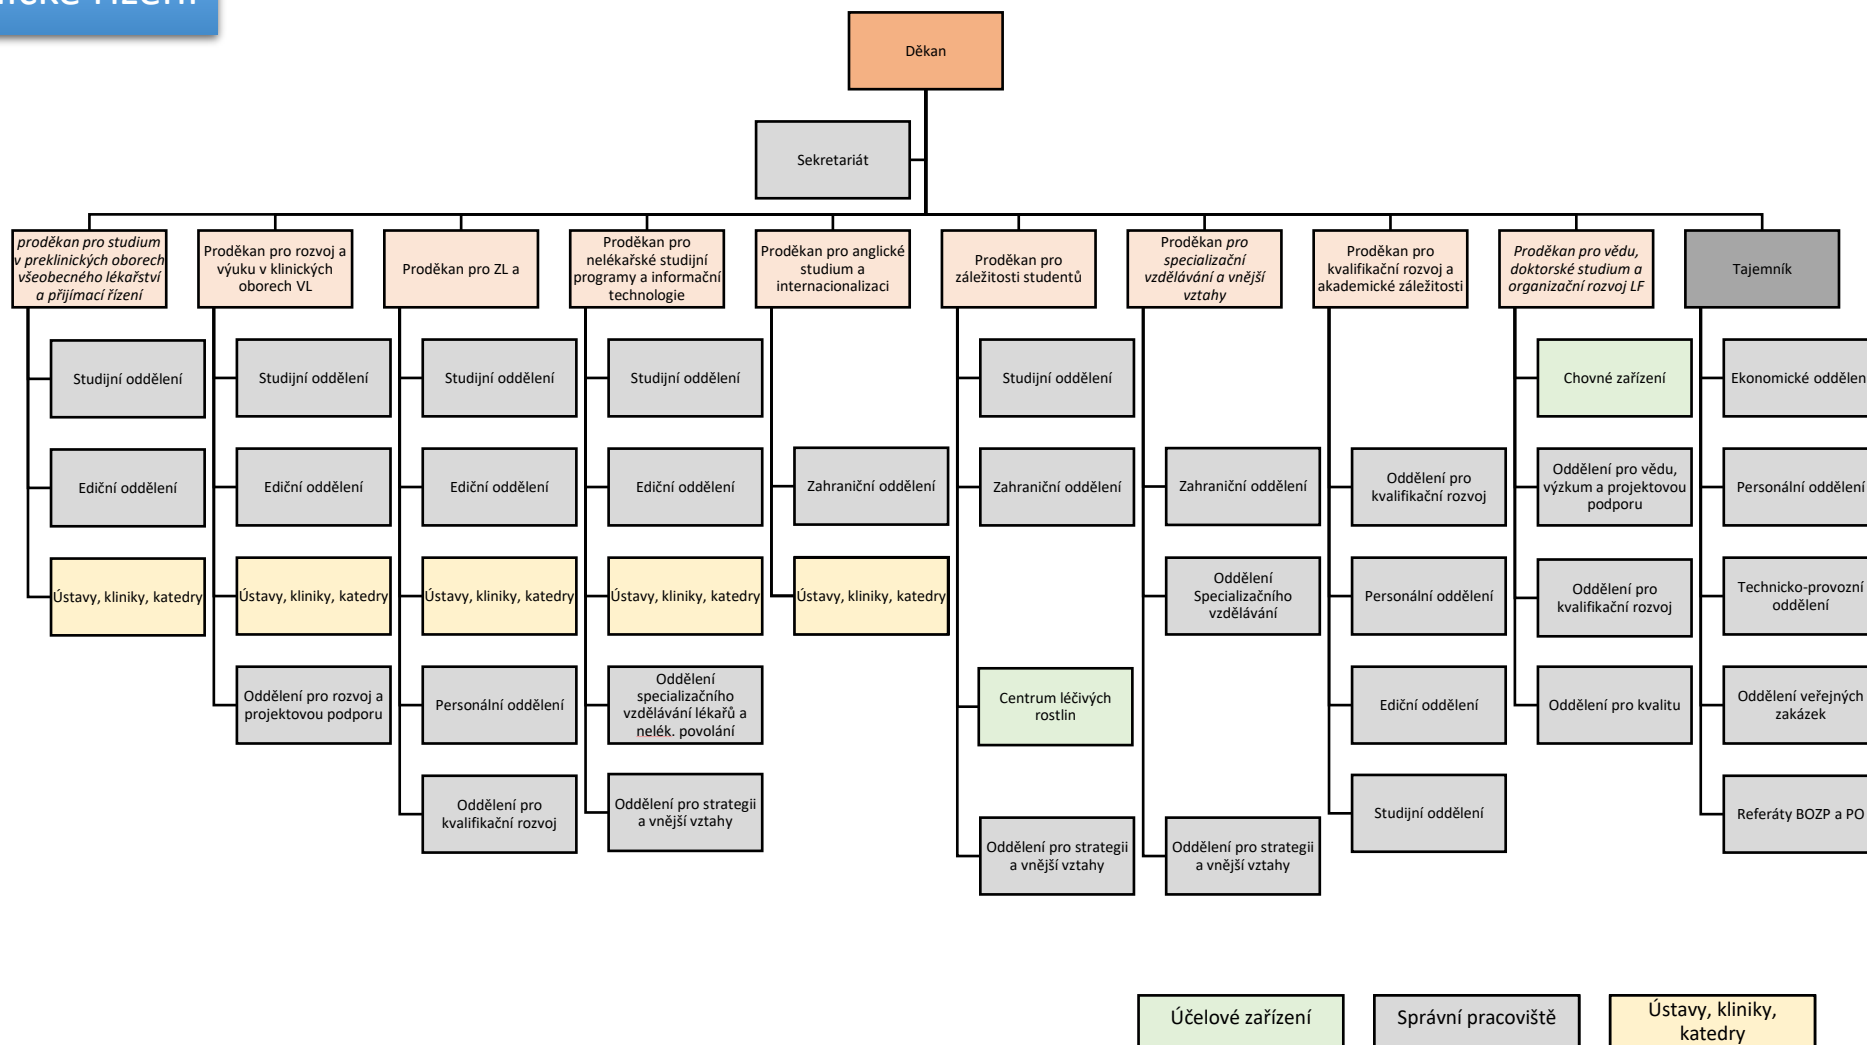 Řízení
Děkan
Sekretariát
proděkan pro studium
v preklinických oborech
všeobecného lékařství
a přijímací řízení
Proděkan pro rozvoj a
výuku v klinických
oborech VL
Proděkan pro ZL a
Proděkan pro
nelékařské studijní
programy a informační
technologie
Proděkan pro anglické
studium a
internacionalizaci
Proděkan pro
záležitosti studentů
Proděkan pro
specializační
vzdělávání a vnější
vztahy
Proděkan pro
kvalifikační rozvoj a
akademické záležitosti
Proděkan pro vědu,
doktorské studium a
organizační rozvoj LF
Tajemník
Studijní oddělení
Studijní oddělení
Studijní oddělení
Studijní oddělení
Studijní oddělení
Chovné zařízení
Ekonomické oddělen
Ediční oddělení
Ediční oddělení
Ediční oddělení
Ediční oddělení
Zahraniční oddělení
Zahraniční oddělení
Zahraniční oddělení
Oddělení pro
kvalifikační rozvoj
Oddělení pro vědu,
výzkum a projektovou
podporu
Personální oddělení
Ústavy, kliniky, katedry
Ústavy, kliniky, katedry
Ústavy, kliniky, katedry
Ústavy, kliniky, katedry
Ústavy, kliniky, katedry
Oddělení
Specializačního
vzdělávání
Personální oddělení
Oddělení pro
kvalifikační rozvoj
Technicko-provozní
oddělení
Oddělení pro rozvoj a
projektovou podporu
Personální oddělení
Oddělení
specializačního
vzdělávání lékařů a
nelék. povolání
Centrum léčivých
rostlin
Ediční oddělení
Oddělení pro kvalitu
Oddělení veřejných
zakázek
Oddělení pro
kvalifikační rozvoj
Oddělení pro strategii
a vnější vztahy
Oddělení pro strategii
a vnější vztahy
Oddělení pro strategii
a vnější vztahy
Studijní oddělení
Referáty BOZP a PO
Účelové zařízení
Správní pracoviště
Ústavy, kliniky,
katedry